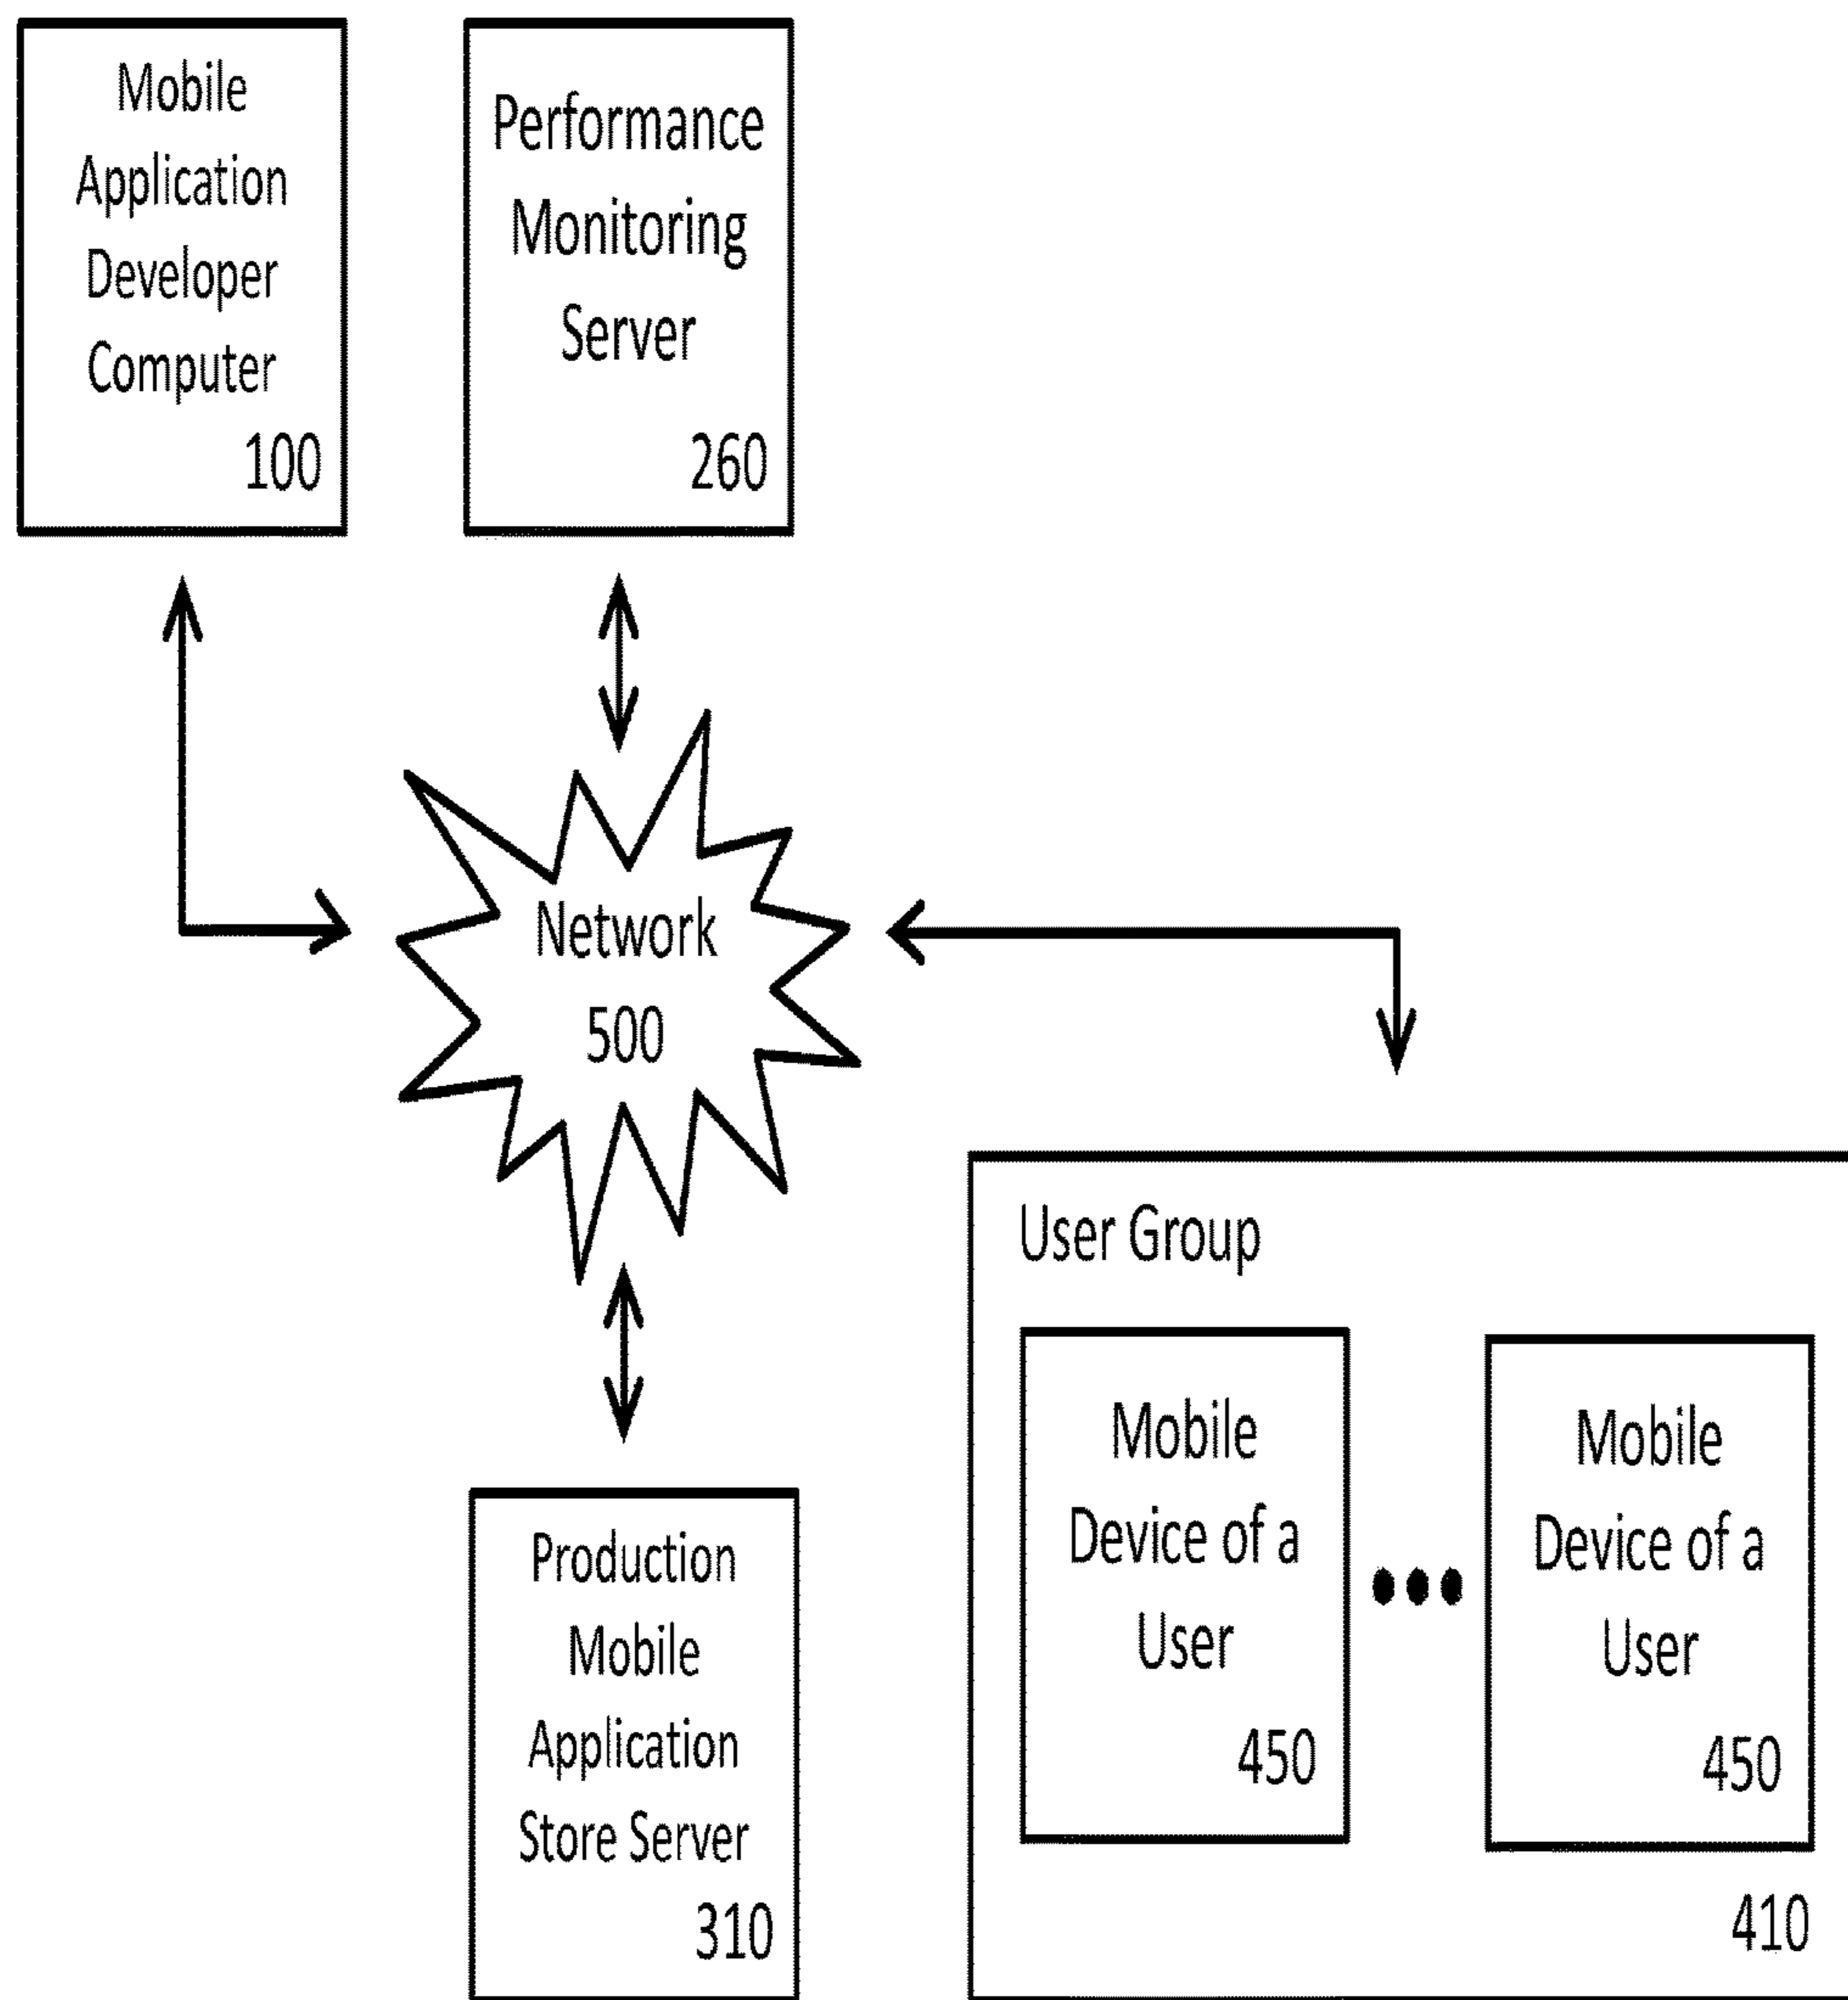 Mobile
Application
Developer
Computer
100
Performance
Monitoring
Server
260
Network
500
User Group
Mobile
Device of a
User
450
Mobile
Device of a
User
450
410
Production
Mobile
Application
Store Server
310